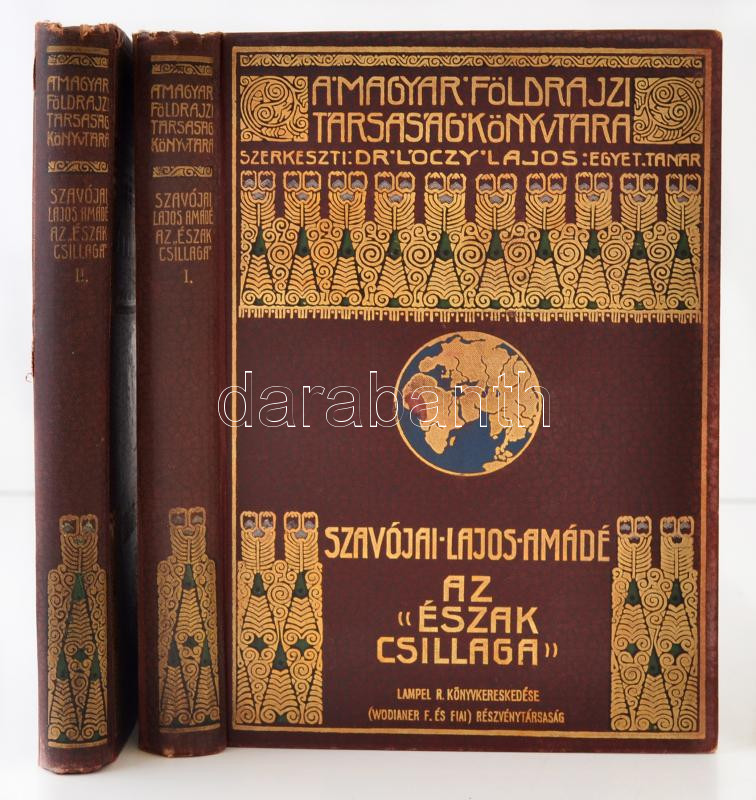 A MAGYAR
FÖLDRAJZI
TÁRSASÁG
KÖNYVTÁRA
SZAVÓJAI
LAJOS AMÁDÉ
AZ „ÉSZAK
CSILLAGA"
II.
A MAGYAR
FÖLDRAJZI
TÁRSASÁG
KÖNYVTÁRA
SZAVÓJAI
LAJOS AMÁDÉ
AZ „ÉSZAK
CSILLAGA"
I.
A MAGYAR FÖLDRAJZI
TÁRSASÁG KÖNYVTÁRA
SZERKESZTI: DR LÓCZY LAJOS: EGYET. TANÁR
darabanth
SZAVÓJAI-LAJOS-AMÁDÉ
AZ
«ÉSZAK
CSILLAGA»
LAMPEL R. KÖNYVKERESKEDÉSE
(WODIANER F. ÉS FIAI) RÉSZVÉNYTÁRSASÁG